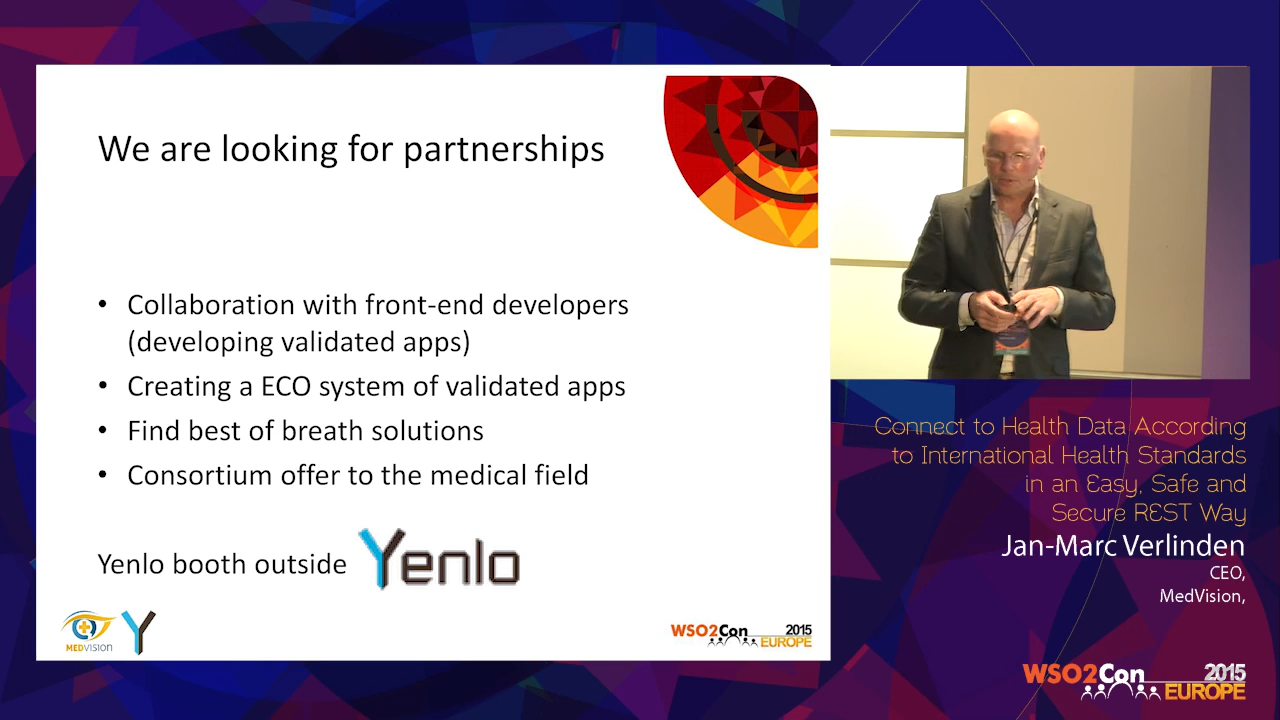 We are looking for partnerships
• Collaboration with front-end developers
(developing validated apps)
• Creating a ECO system of validated apps
• Find best of breath solutions
• Consortium offer to the medical field
Yenlo booth outside
Yenlo
MEDVISION
WSO2Con 2015
EUROPE
Connect to Health Data According
to International Health Standards
in an Easy, Safe and
Secure REST Way
Jan-Marc Verlinden
CEO,
MedVision,
WSO2Con 2015
EUROPE